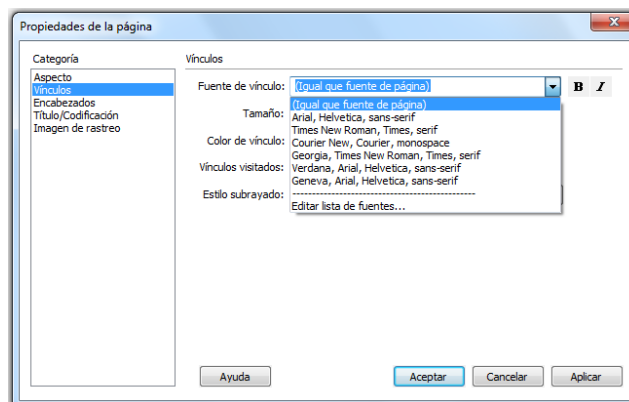 Propiedades de la página
Categoría
Aspecto
Vínculos
Encabezados
Título/Codificación
Imagen de rastreo
Vínculos
Fuente de vínculo: (Igual que fuente de página) B I
(Igual que fuente de página)
Arial, Helvetica, sans-serif
Times New Roman, Times, serif
Courier New, Courier, monospace
Georgia, Times New Roman, Times, serif
Verdana, Arial, Helvetica, sans-serif
Geneva, Arial, Helvetica, sans-serif
Editar lista de fuentes...
Tamaño:
Color de vínculo:
Vínculos visitados:
Estilo subrayado:
Ayuda Aceptar Cancelar Aplicar